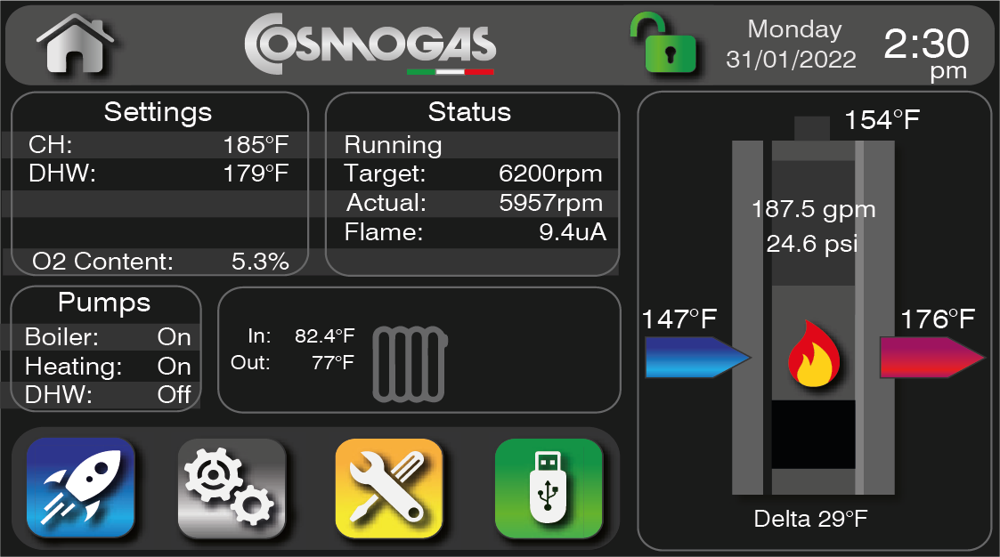 COSMOGAS
Monday
31/01/2022
2:30
pm
Settings
CH: 185°F
DHW: 179°F
O2 Content: 5.3%
Status
Running
Target: 6200rpm
Actual: 5957rpm
Flame: 9.4uA
154°F
187.5 gpm
24.6 psi
147°F
176°F
Delta 29°F
Pumps
Boiler: On
Heating: On
DHW: Off
In: 82.4°F
Out: 77°F